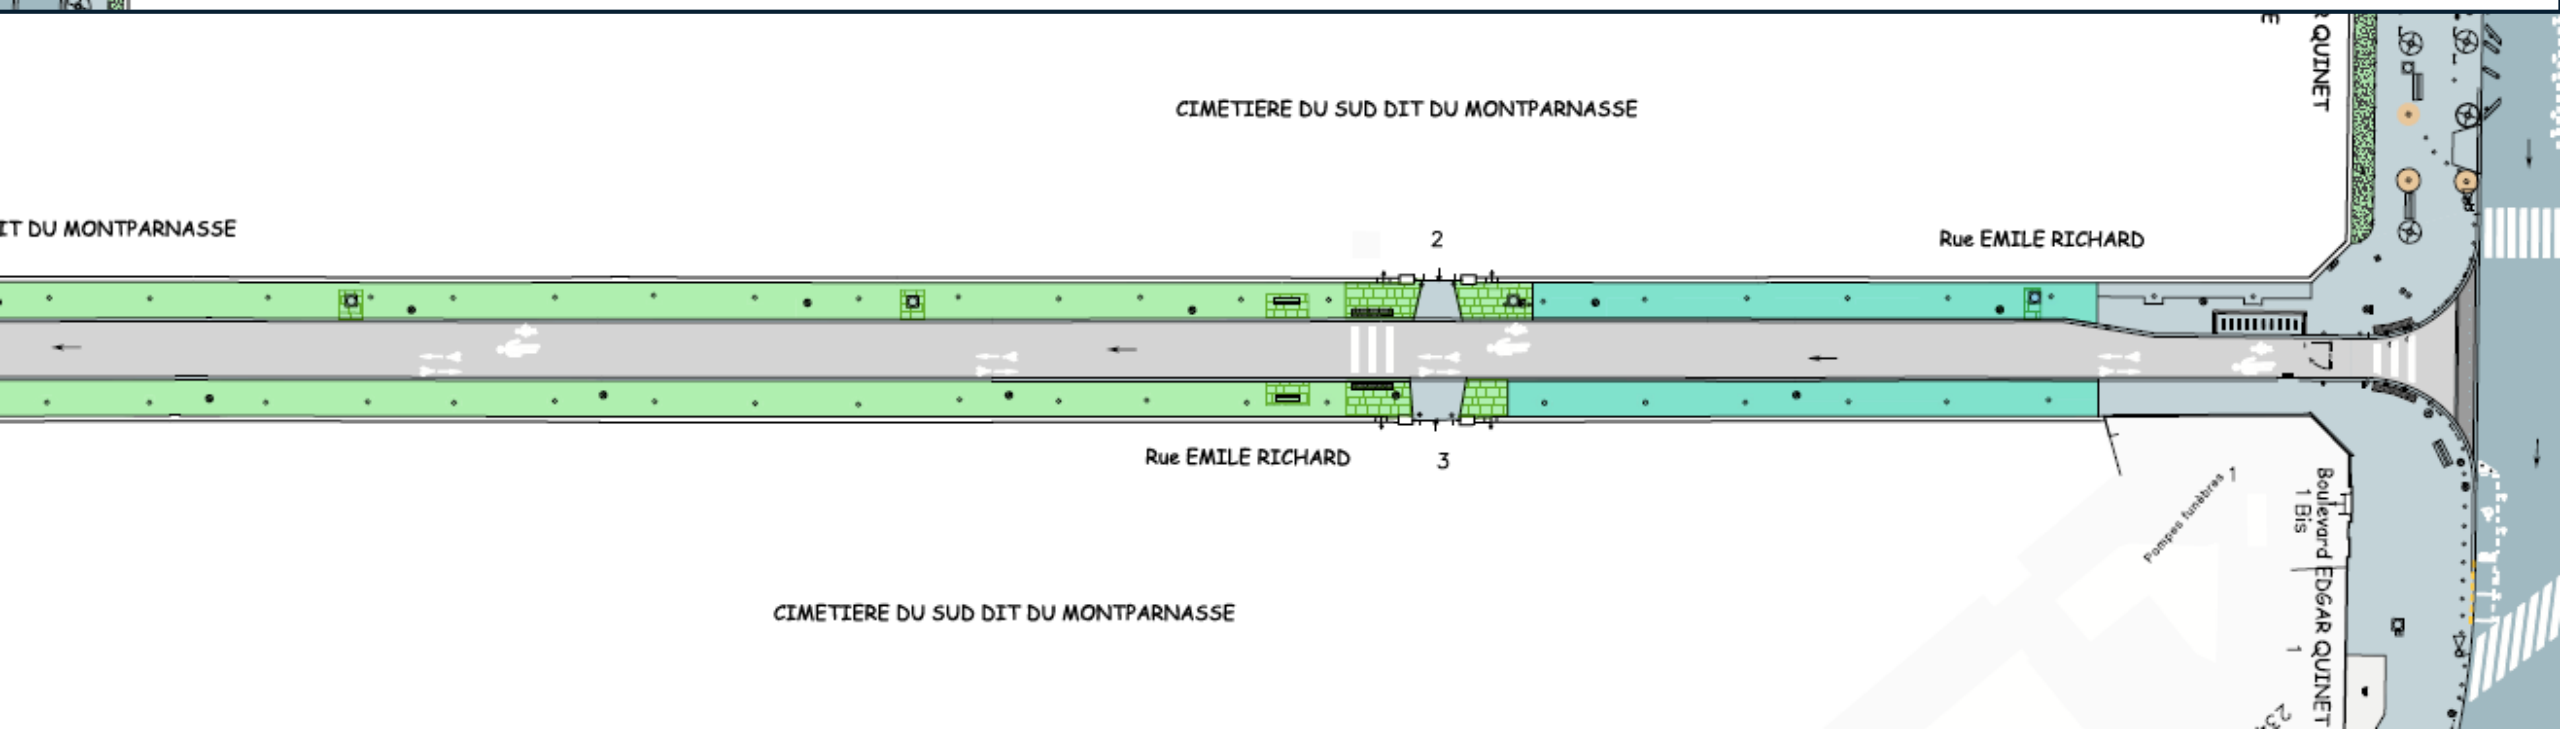 R QUINET
CIMETIERE DU SUD DIT DU MONTPARNASSE
IT DU MONTPARNASSE
2
Rue EMILE RICHARD
Rue EMILE RICHARD
3
Pompes funèbres
1
Boulevard EDGAR QUINET
1 Bis
CIMETIERE DU SUD DIT DU MONTPARNASSE
1